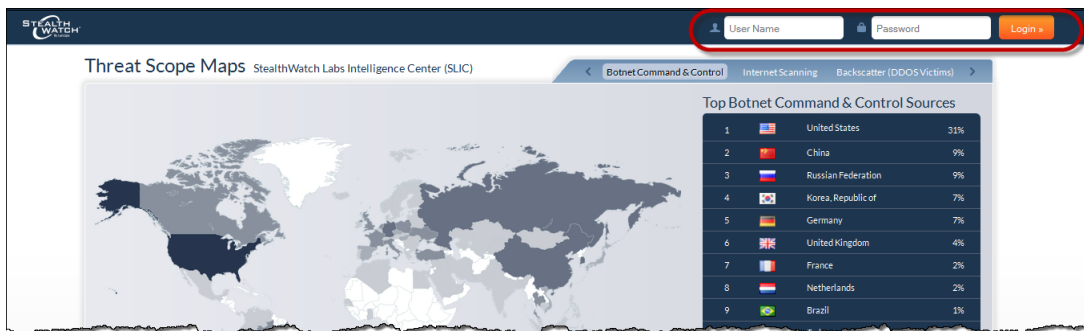 STEALTH
WATCH
User Name
Password
Login »
Threat Scope Maps StealthWatch Labs Intelligence Center (SLIC)
< Botnet Command & Control Internet Scanning Backscatter (DDOS Victims) >
Top Botnet Command & Control Sources
1 United States 31%
2 China 9%
3 Russian Federation 9%
4 Korea, Republic of 7%
5 Germany 7%
6 United Kingdom 4%
7 France 2%
8 Netherlands 2%
9 Brazil 1%